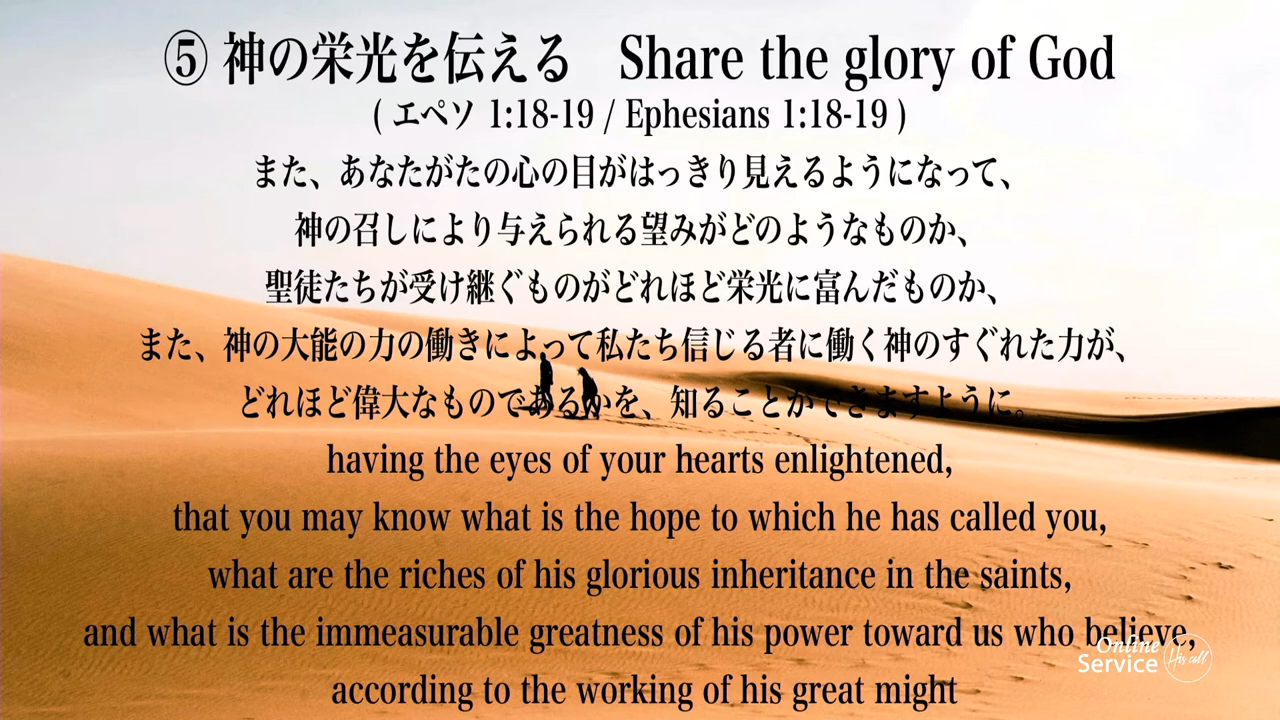 ⑤ 神の栄光を伝える　Share the glory of God
( エペソ 1:18-19 / Ephesians 1:18-19 )
また、あなたがたの心の目がはっきり見えるようになって、
神の召しにより与えられる望みがどのようなものか、
聖徒たちが受け継ぐものがどれほど栄光に富んだものか、
また、神の大能の力の働きによって私たち信じる者に働く神のすぐれた力が、
どれほど偉大なものであるかを、知ることができますように。
having the eyes of your hearts enlightened,
that you may know what is the hope to which he has called you,
what are the riches of his glorious inheritance in the saints,
and what is the immeasurable greatness of his power toward us who believe,
according to the working of his great might
Online
Service
His call